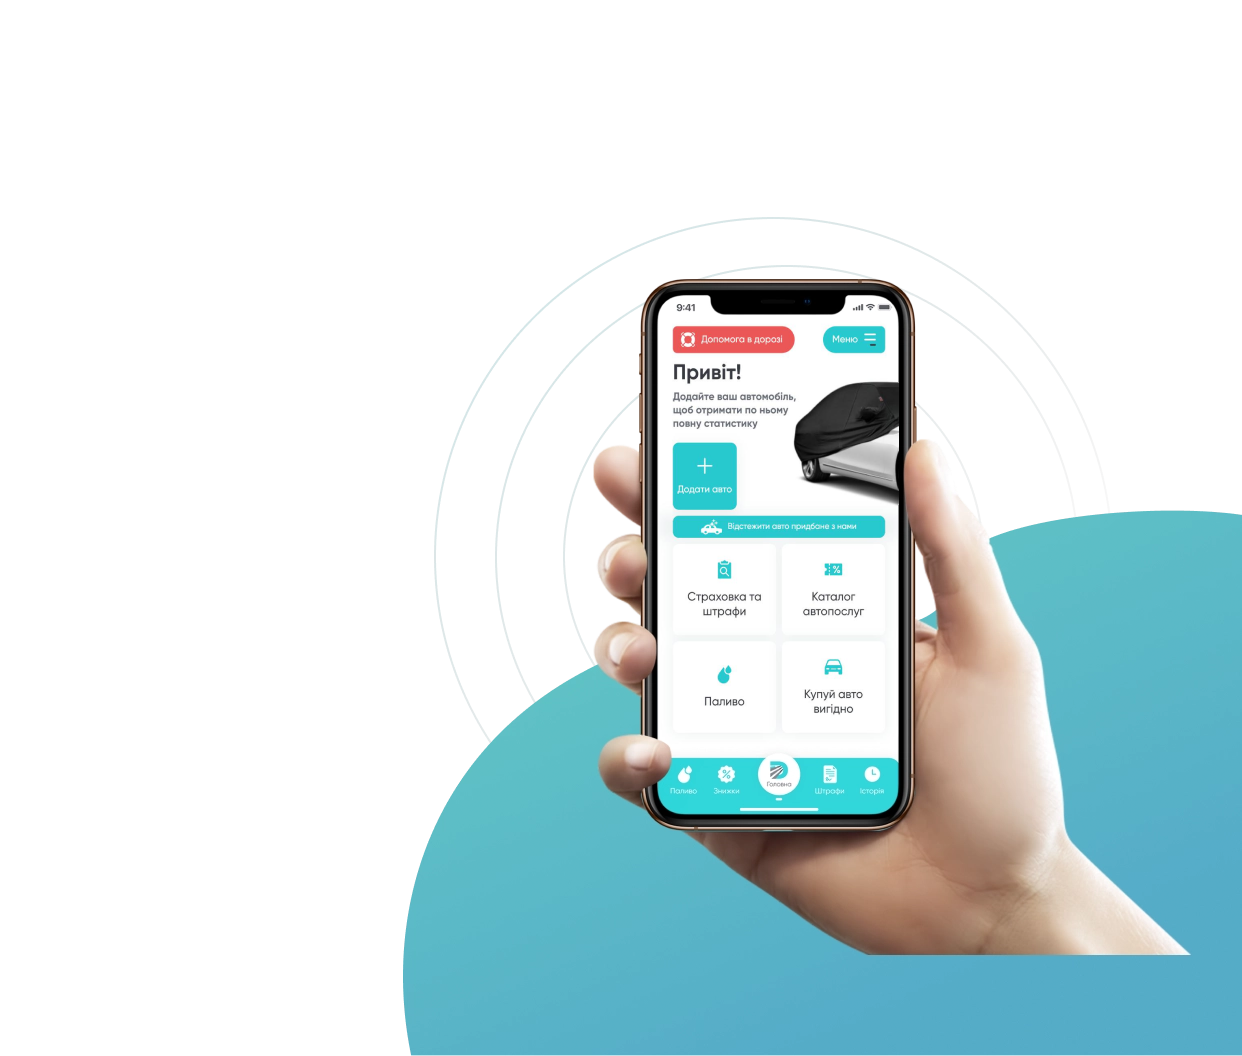 9:41
Допомога в дорозі
Меню
Привіт!
Додайте ваш автомобіль,
щоб отримати по ньому
повну статистику
Додати авто
Відстежити авто придбане з нами
Страховка та
штрафи
Каталог
автопослуг
Паливо
Купуй авто
вигідно
Паливо
Знижки
Головна
Штрафи
Історія